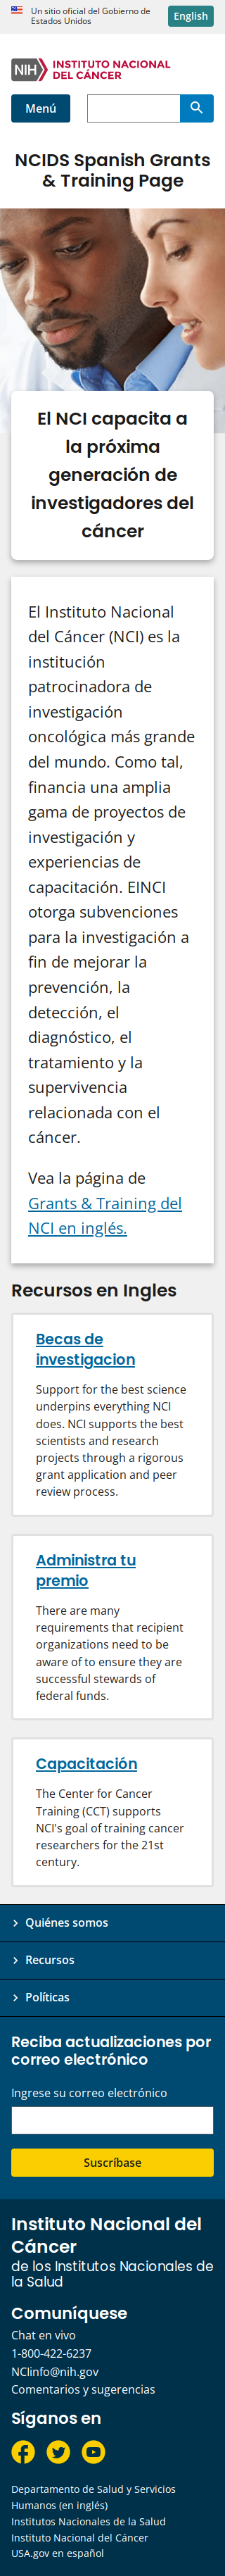 Un sitio oficial del Gobierno de
Estados Unidos
English
NIH
INSTITUTO NACIONAL
DEL CÁNCER
Menú
NCIDS Spanish Grants
& Training Page
El NCI capacita a
la próxima
generación de
investigadores del
cáncer
El Instituto Nacional
del Cáncer (NCI) es la
institución
patrocinadora de
investigación
oncológica más grande
del mundo. Como tal,
financia una amplia
gama de proyectos de
investigación y
experiencias de
capacitación. EINCI
otorga subvenciones
para la investigación a
fin de mejorar la
prevención, la
detección, el
diagnóstico, el
tratamiento y la
supervivencia
relacionada con el
cáncer.
Vea la página de
Grants & Training del
NCI en inglés.
Recursos en Ingles
Becas de
investigacion
Support for the best science
underpins everything NCI
does. NCI supports the best
scientists and research
projects through a rigorous
grant application and peer
review process.
Administra tu
premio
There are many
requirements that recipient
organizations need to be
aware of to ensure they are
successful stewards of
federal funds.
Capacitación
The Center for Cancer
Training (CCT) supports
NCI's goal of training cancer
researchers for the 21st
century.
Quiénes somos
Recursos
Políticas
Reciba actualizaciones por
correo electrónico
Ingrese su correo electrónico
Suscríbase
Instituto Nacional del
Cáncer
de los Institutos Nacionales de
la Salud
Comuníquese
Chat en vivo
1-800-422-6237
NCIinfo@nih.gov
Comentarios y sugerencias
Síganos en
Departamento de Salud y Servicios
Humanos (en inglés)
Institutos Nacionales de la Salud
Instituto Nacional del Cáncer
USA.gov en español